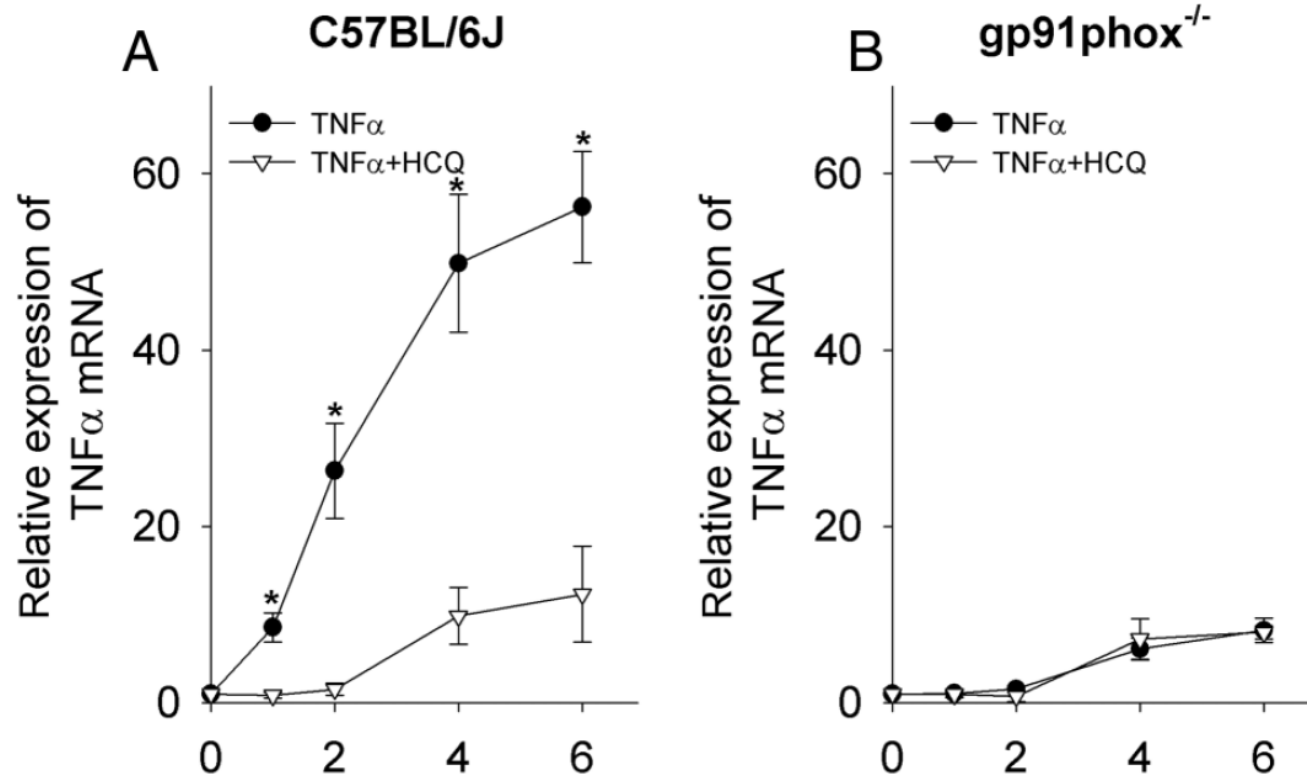 A
C57BL/6J
TNFα
TNFα+HCQ
Relative expression of
TNFα mRNA
60
40
20
0
* * * *
0 2 4 6
B
gp91phox-/-
TNFα
TNFα+HCQ
Relative expression of
TNFα mRNA
60
40
20
0
0 2 4 6